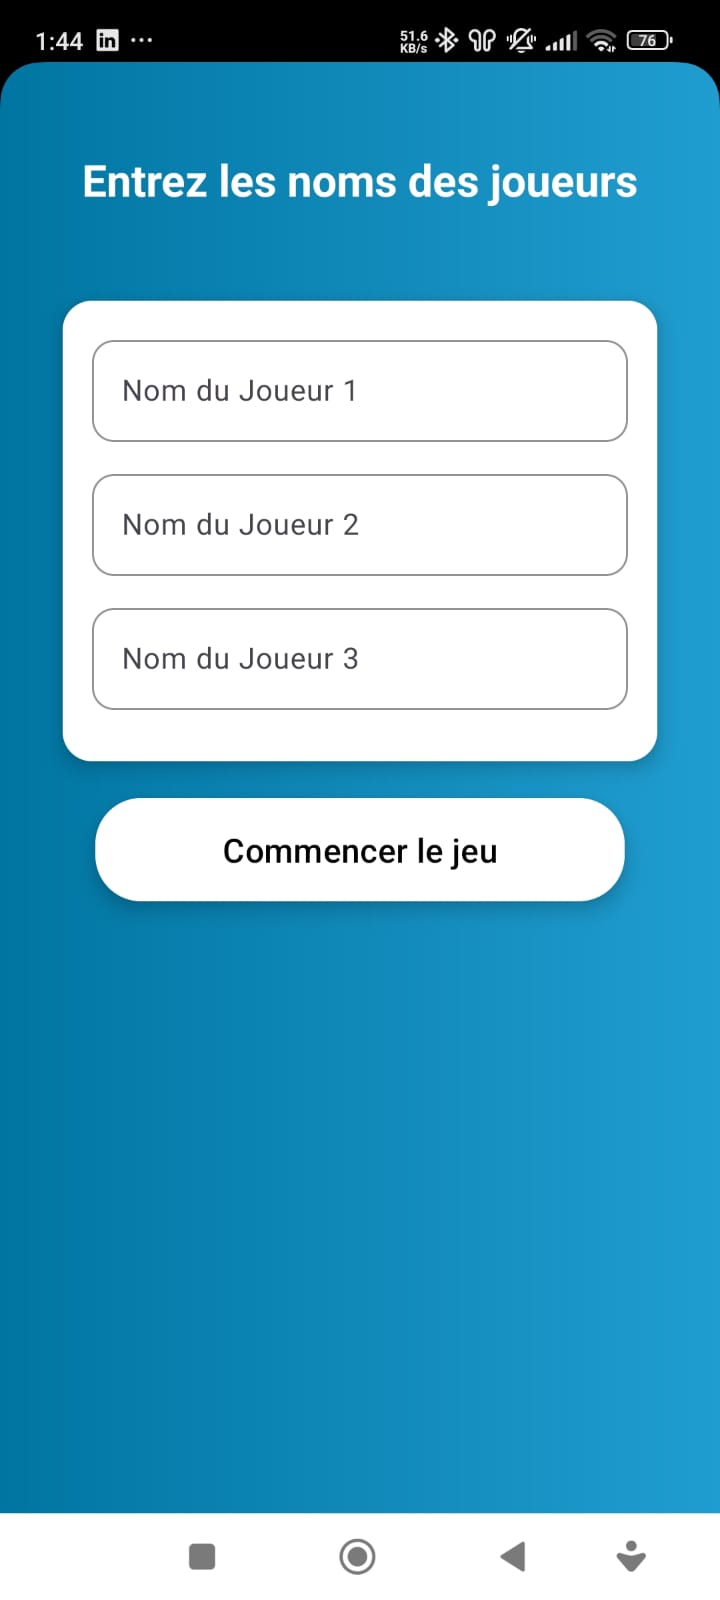 1:44 in ... 51.6 KB/s 76
Entrez les noms des joueurs
Nom du Joueur 1
Nom du Joueur 2
Nom du Joueur 3
Commencer le jeu